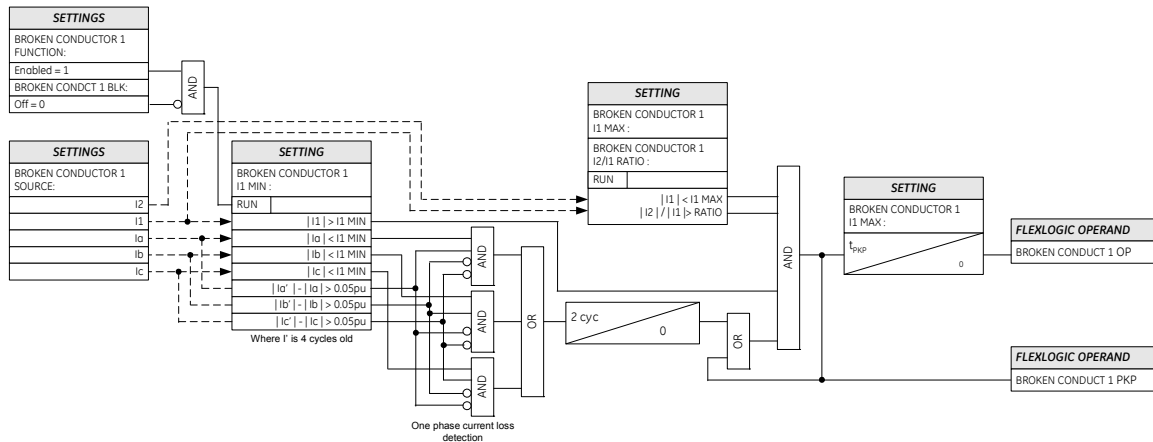 SETTINGS
BROKEN CONDUCTOR 1
FUNCTION:
Enabled = 1
BROKEN CONDCT 1 BLK:
Off = 0
AND
SETTINGS
BROKEN CONDUCTOR 1
SOURCE:
I2
I1
Ia
Ib
Ic
SETTING
BROKEN CONDUCTOR 1
I1 MIN :
RUN
| I1 | > I1 MIN
| Ia | < I1 MIN
| Ib | < I1 MIN
| Ic | < I1 MIN
| Ia' | - | Ia | > 0.05pu
| Ib' | - | Ib | > 0.05pu
| Ic' | - | Ic | > 0.05pu
Where I' is 4 cycles old
AND
AND
AND
One phase current loss
detection
OR
2 cyc
0
OR
SETTING
BROKEN CONDUCTOR 1
I1 MAX :
BROKEN CONDUCTOR 1
I2/I1 RATIO :
RUN
| I1 | < I1 MAX
| I2 | / | I1 | > RATIO
AND
SETTING
BROKEN CONDUCTOR 1
I1 MAX :
tPKP
0
FLEXLOGIC OPERAND
BROKEN CONDUCT 1 OP
FLEXLOGIC OPERAND
BROKEN CONDUCT 1 PKP